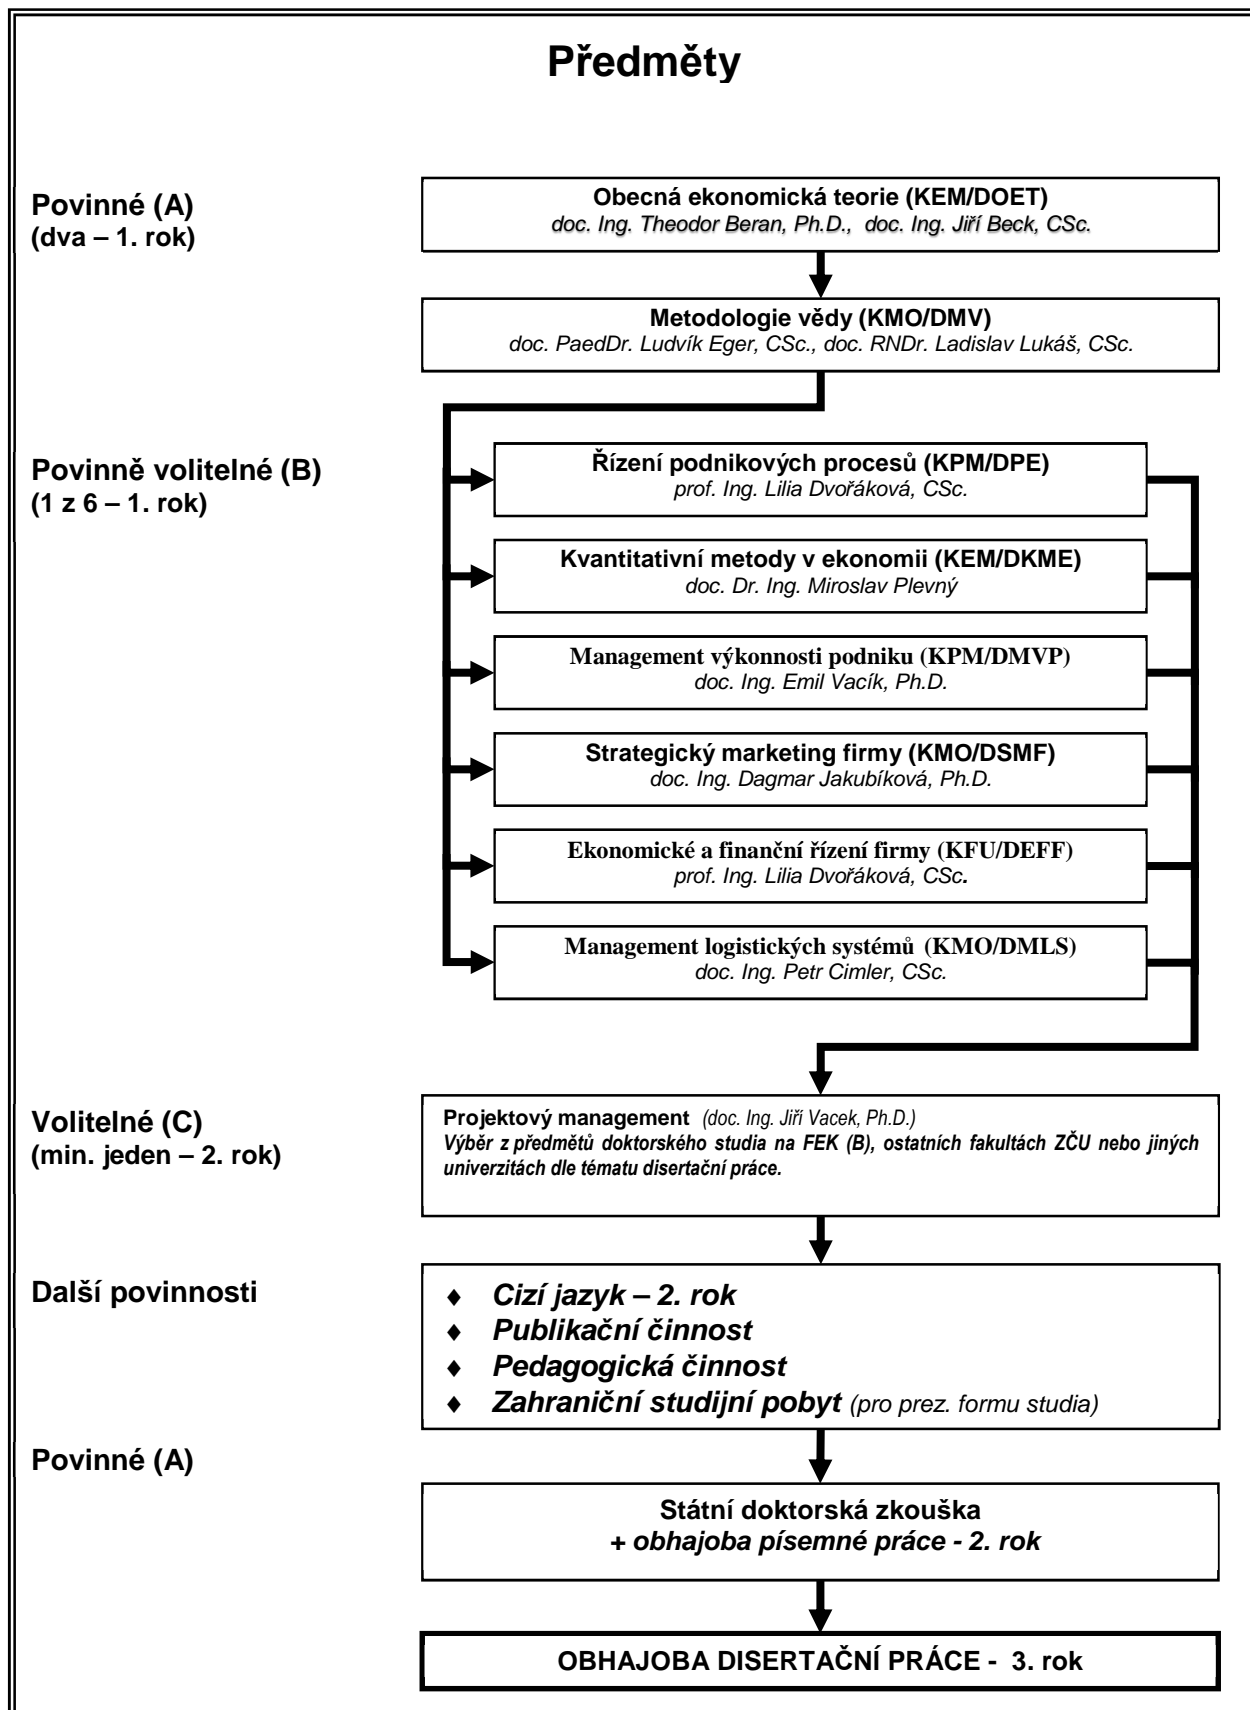 Předměty
Povinné (A)
(dva – 1. rok)
Obecná ekonomická teorie (KEM/DOET)
doc. Ing. Theodor Beran, Ph.D., doc. Ing. Jiří Beck, CSc.
Metodologie vědy (KMO/DMV)
doc. PaedDr. Ludvík Eger, CSc., doc. RNDr. Ladislav Lukáš, CSc.
Povinně volitelné (B)
(1 z 6 – 1. rok)
Řízení podnikových procesů (KPM/DPE)
prof. Ing. Lilia Dvořáková, CSc.
Kvantitativní metody v ekonomii (KEM/DKME)
doc. Dr. Ing. Miroslav Plevný
Management výkonnosti podniku (KPM/DMVP)
doc. Ing. Emil Vacík, Ph.D.
Strategický marketing firmy (KMO/DSMF)
doc. Ing. Dagmar Jakubíková, Ph.D.
Ekonomické a finanční řízení firmy (KFU/DEFF)
prof. Ing. Lilia Dvořáková, CSc.
Management logistických systémů (KMO/DMLS)
doc. Ing. Petr Cimler, CSc.
Volitelné (C)
(min. jeden – 2. rok)
Projektový management (doc. Ing. Jiří Vacek, Ph.D.)
Výběr z předmětů doktorského studia na FEK (B), ostatních fakultách ZČU nebo jiných
univerzitách dle tématu disertační práce.
Další povinnosti
♦ Cizí jazyk – 2. rok
♦ Publikační činnost
♦ Pedagogická činnost
♦ Zahraniční studijní pobyt (pro prez. formu studia)
Povinné (A)
Státní doktorská zkouška
+ obhajoba písemné práce - 2. rok
OBHAJOBA DISERTAČNÍ PRÁCE - 3. rok